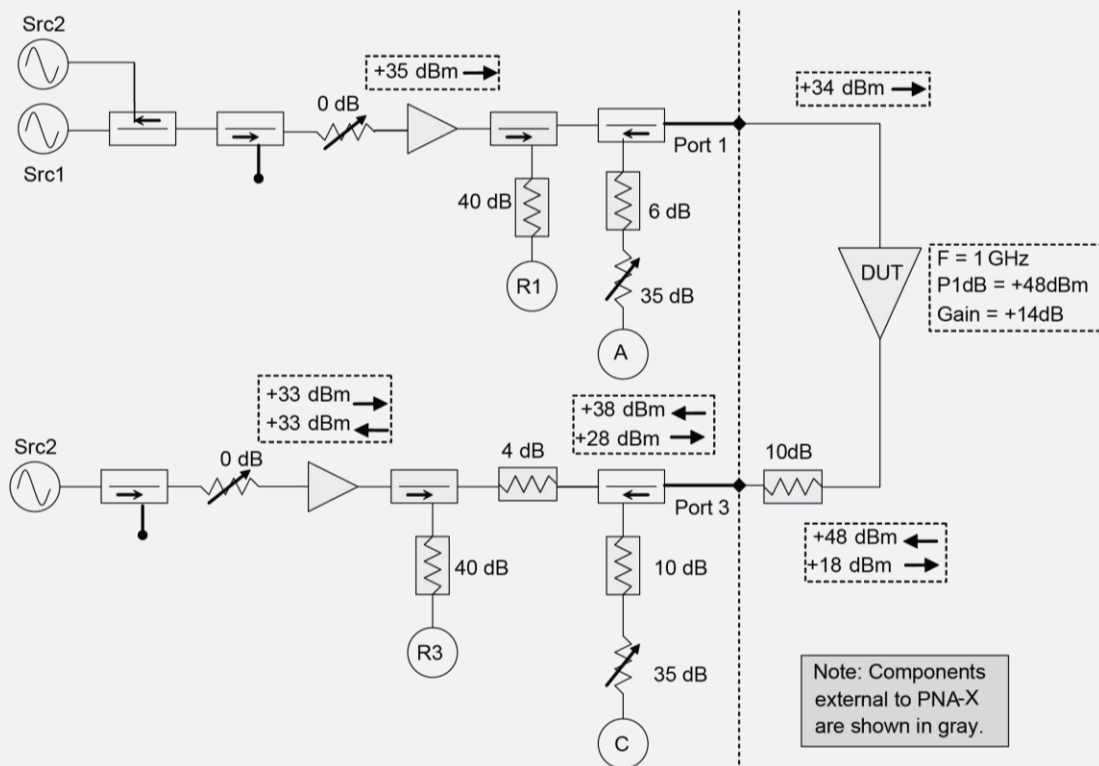 Src2
Src1
0 dB
+35 dBm
+34 dBm
Port 1
40 dB
6 dB
R1
35 dB
A
DUT
F = 1 GHz
P1dB = +48dBm
Gain = +14dB
Src2
0 dB
+33 dBm
+33 dBm
4 dB
+38 dBm
+28 dBm
Port 3
10dB
+48 dBm
+18 dBm
40 dB
10 dB
R3
35 dB
C
Note: Components
external to PNA-X
are shown in gray.